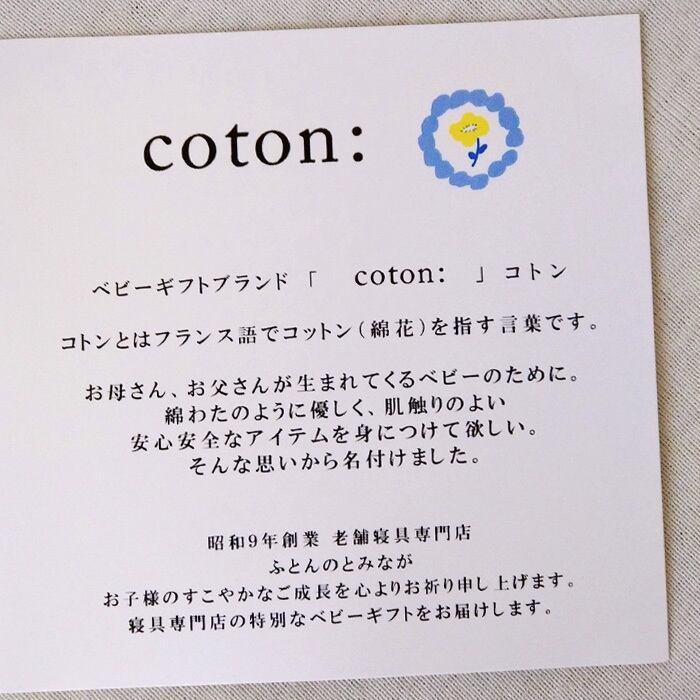 coton:
ベビーギフトブランド「 coton: 」コトン
コトンとはフランス語でコットン(綿花)を指す言葉です。
お母さん、お父さんが生まれてくるベビーのために。
綿わたのように優しく、肌触りのよい
安心安全なアイテムを身につけて欲しい。
そんな思いから名付けました。
昭和9年創業 老舗寝具専門店
ふとんのとみなが
お子様のすこやかなご成長を心よりお祈り申し上げます。
寝具専門店の特別なベビーギフトをお届けします。